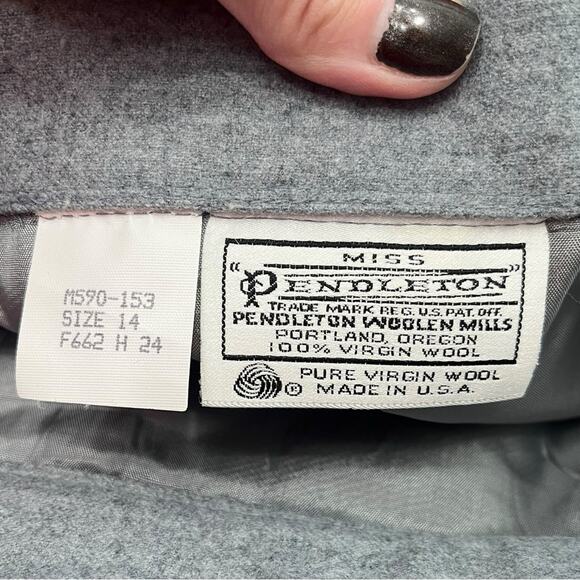 M590-153
SIZE 14
F662 H 24
MISS
"PENDLETON"
TRADE MARK REG. U.S. PAT. OFF.
PENDLETON WOOLEN MILLS
PORTLAND, OREGON
100% VIRGIN WOOL
®
PURE VIRGIN WOOL
MADE IN U.S.A.